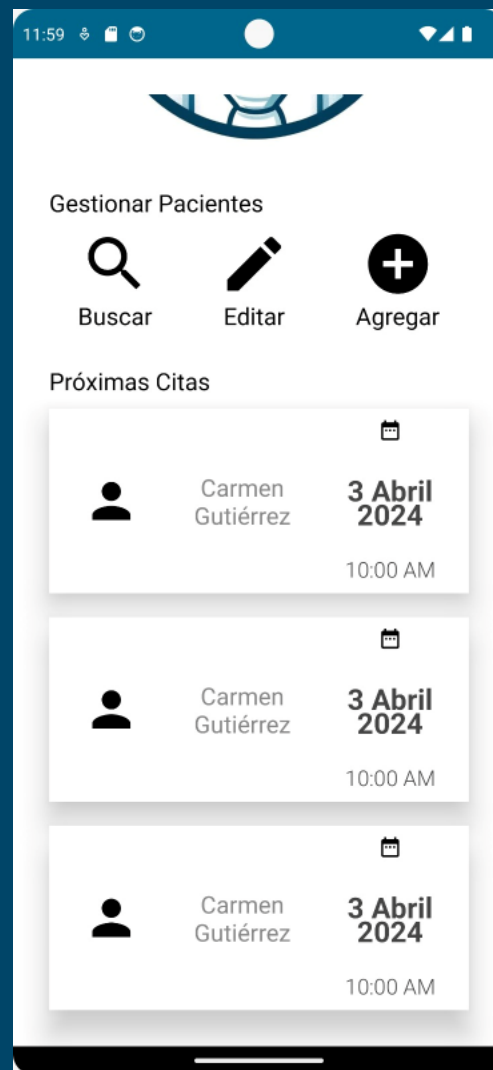 11:59
Gestionar Pacientes
Buscar
Editar
Agregar
Próximas Citas
Carmen
Gutiérrez
3 Abril
2024
10:00 AM
Carmen
Gutiérrez
3 Abril
2024
10:00 AM
Carmen
Gutiérrez
3 Abril
2024
10:00 AM